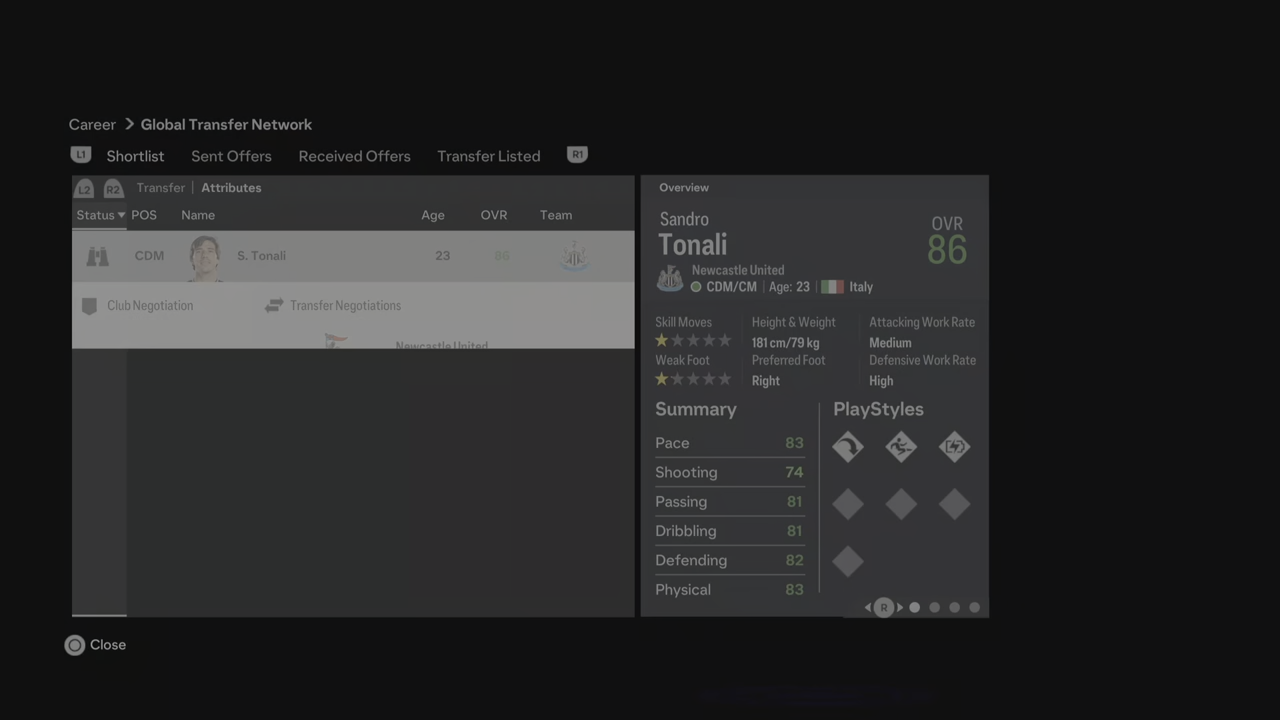 Career > Global Transfer Network
L1 Shortlist Sent Offers Received Offers Transfer Listed R1
L2 R2 Transfer | Attributes
Status ▼ POS Name Age OVR Team
CDM S. Tonali 23 86
Club Negotiation Transfer Negotiations
Newcastle United
Overview
Sandro
Tonali
OVR
86
Newcastle United
CDM/CM | Age: 23 | Italy
Skill Moves Height & Weight Attacking Work Rate
181 cm/79 kg Medium
Weak Foot Preferred Foot Defensive Work Rate
Right High
Summary PlayStyles
Pace 83
Shooting 74
Passing 81
Dribbling 81
Defending 82
Physical 83
R
Close